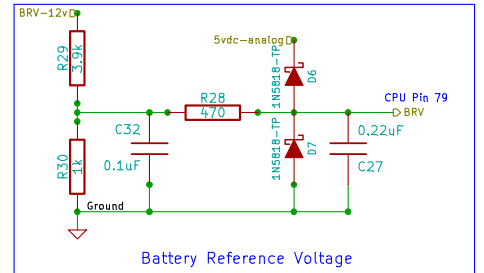 BRV-12v
R29
3.9k
5vdc-analog
1N5818-TP
D6
CPU Pin 79
BRV
R28
470
C32
0.1uF
R30
1k
1N5818-TP
D7
0.22uF
C27
Ground
Battery Reference Voltage